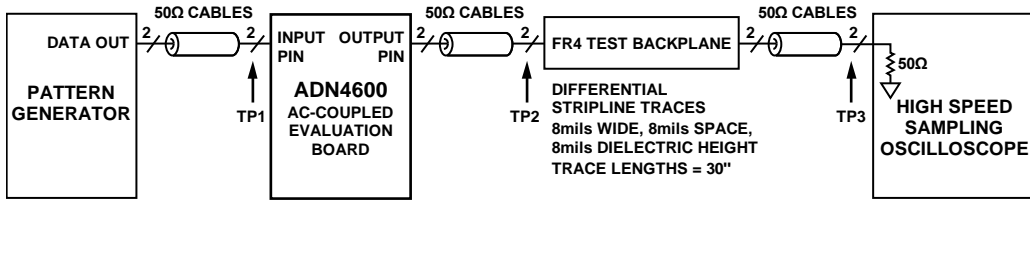 50Ω CABLES
50Ω CABLES
50Ω CABLES
DATA OUT
2
2
INPUT PIN
OUTPUT PIN
2
2
FR4 TEST BACKPLANE
2
2
50Ω
PATTERN
GENERATOR
TP1
ADN4600
AC-COUPLED
EVALUATION
BOARD
TP2
DIFFERENTIAL
STRIPLINE TRACES
8mils WIDE, 8mils SPACE,
8mils DIELECTRIC HEIGHT
TRACE LENGTHS = 30"
TP3
HIGH SPEED
SAMPLING
OSCILLOSCOPE